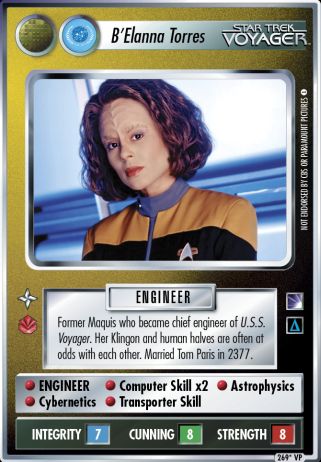 B'Elanna Torres
STAR TREK
VOYAGER™
NOT ENDORSED BY CBS OR PARAMOUNT PICTURES
ENGINEER
Former Maquis who became chief engineer of U.S.S.
Voyager. Her Klingon and human halves are often at
odds with each other. Married Tom Paris in 2377.
ENGINEER Computer Skill x2 Astrophysics
Cybernetics Transporter Skill
INTEGRITY 7 CUNNING 8 STRENGTH 8
269* VP